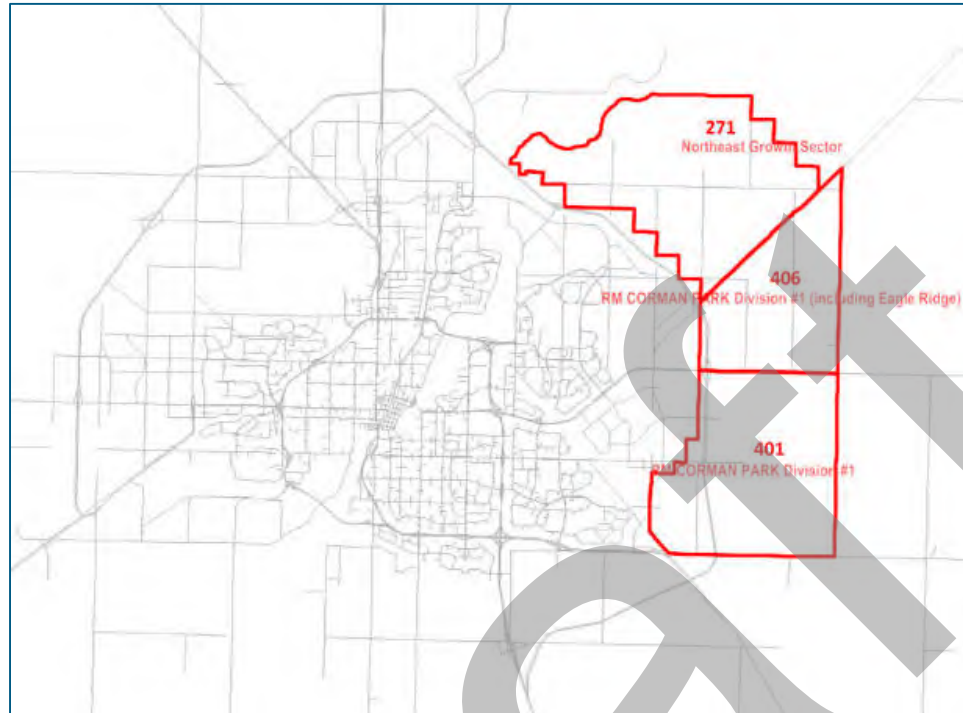 271
Northeast Growth Sector
406
RM CORMAN PARK Division #1 (including Eagle Ridge)
401
RM CORMAN PARK Division #1